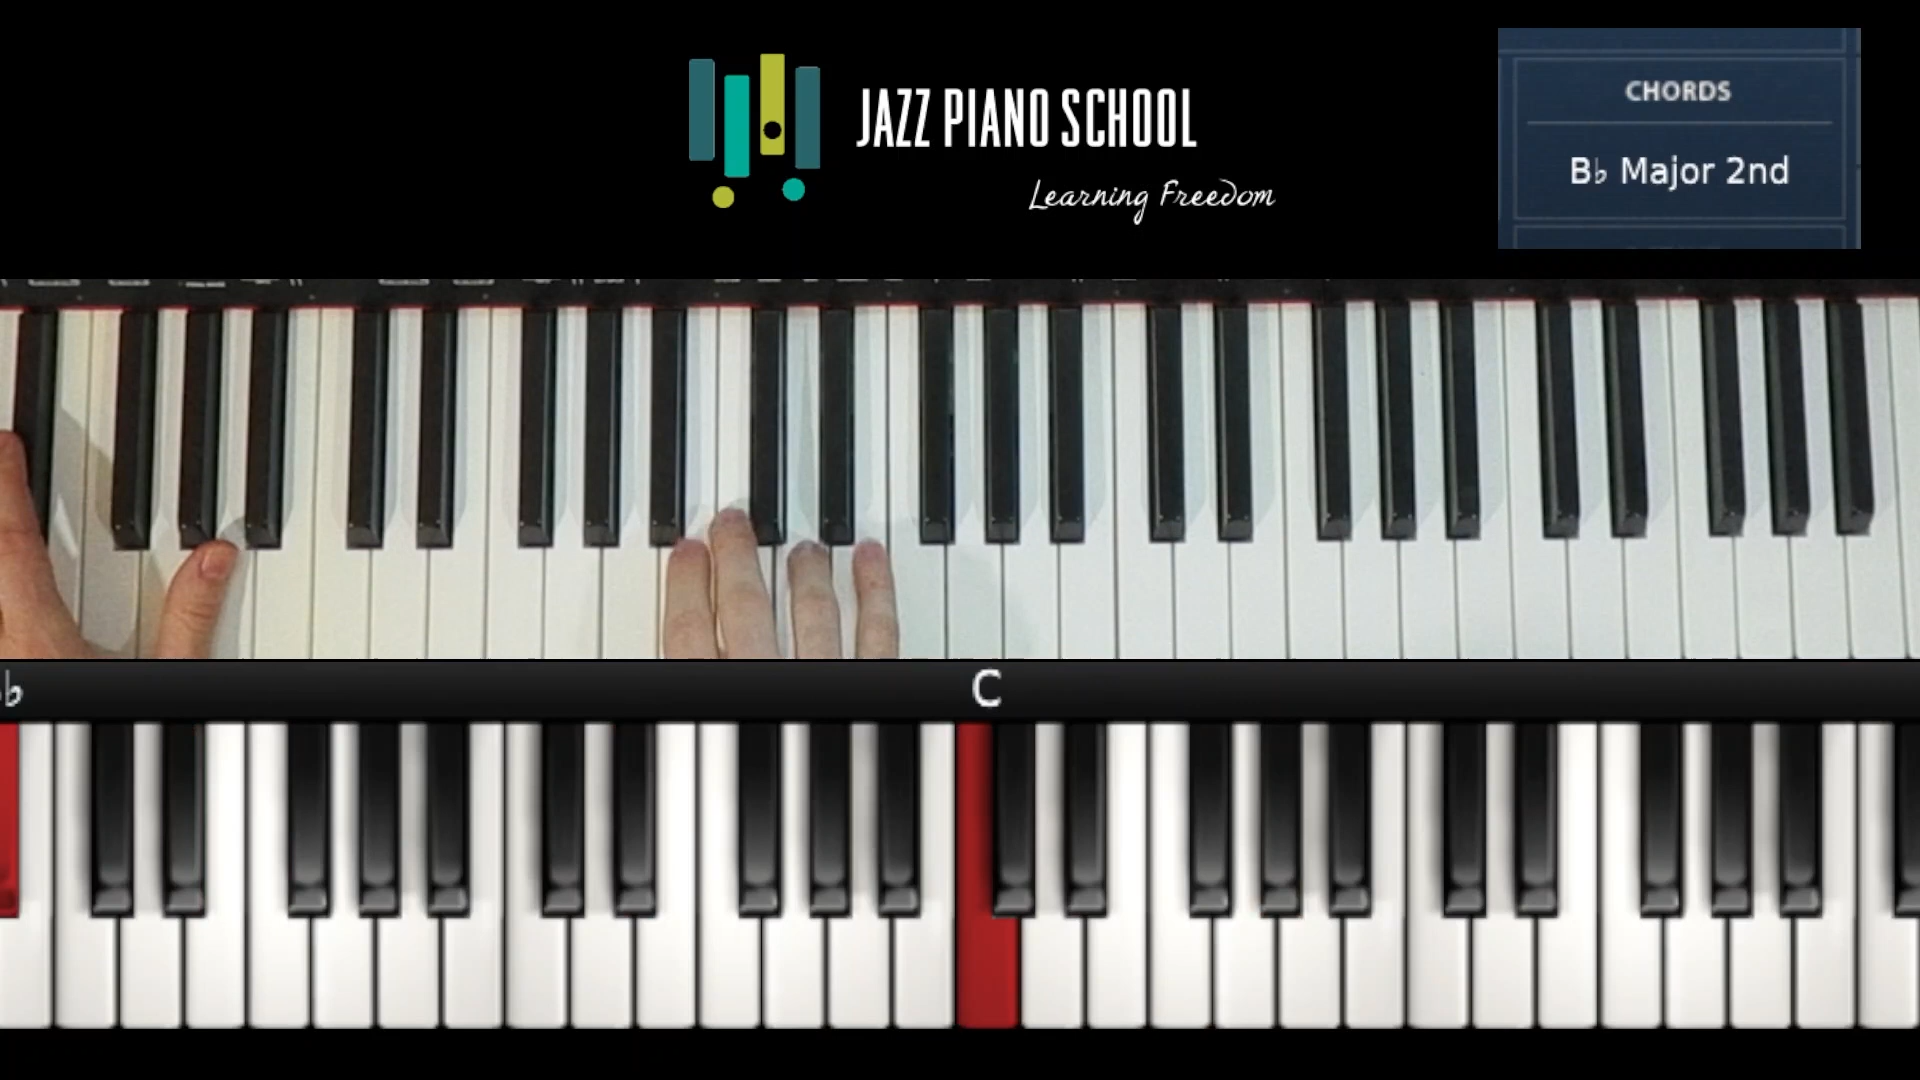 JAZZ PIANO SCHOOL
Learning Freedom
CHORDS
B♭ Major 2nd
♭
C